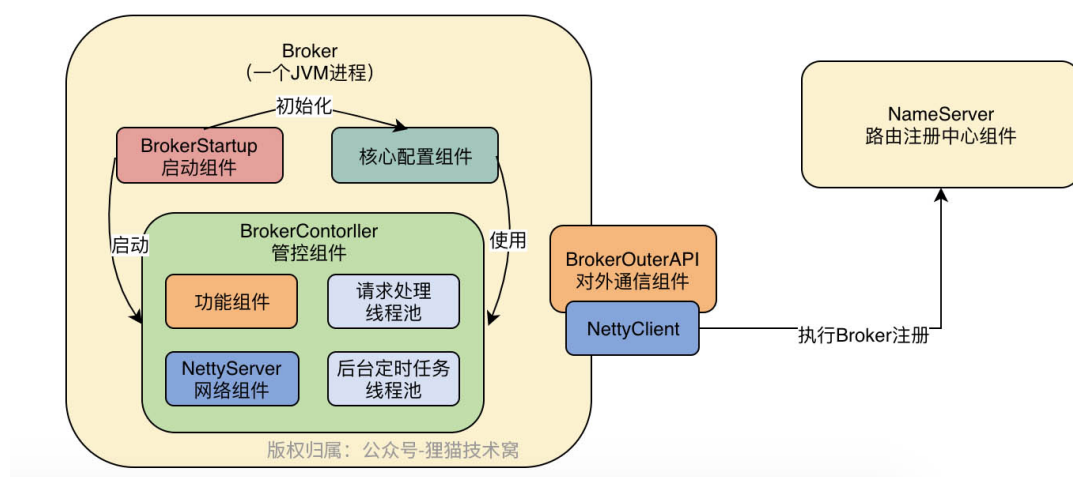 Broker
(一个JVM进程)
初始化
BrokerStartup
启动组件
核心配置组件
NameServer
路由注册中心组件
启动
BrokerContorller
管控组件
使用
功能组件
请求处理
线程池
NettyServer
网络组件
后台定时任务
线程池
BrokerOuterAPI
对外通信组件
NettyClient
执行Broker注册
版权归属：公众号-狸猫技术窝